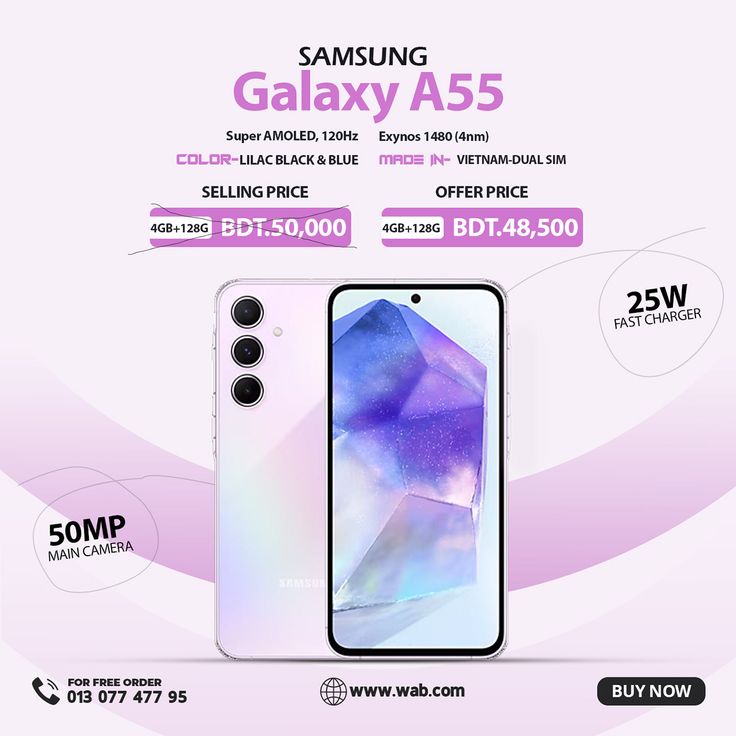 SAMSUNG
Galaxy A55
Super AMOLED, 120Hz Exynos 1480 (4nm)
COLOR-LILAC BLACK & BLUE MADE IN- VIETNAM-DUAL SIM
SELLING PRICE OFFER PRICE
4GB+128G BDT.50,000 4GB+128G BDT.48,500
25W
FAST CHARGER
50MP
MAIN CAMERA
SAMSUNG
FOR FREE ORDER
013 077 477 95
www.wab.com
BUY NOW